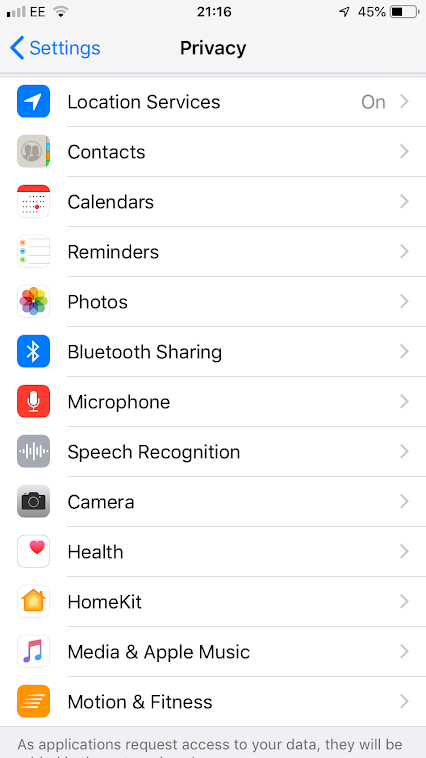 EE 21:16 45%
Settings Privacy
Location Services On
Contacts
Calendars
Reminders
Photos
Bluetooth Sharing
Microphone
Speech Recognition
Camera
Health
HomeKit
Media & Apple Music
Motion & Fitness
As applications request access to your data, they will be